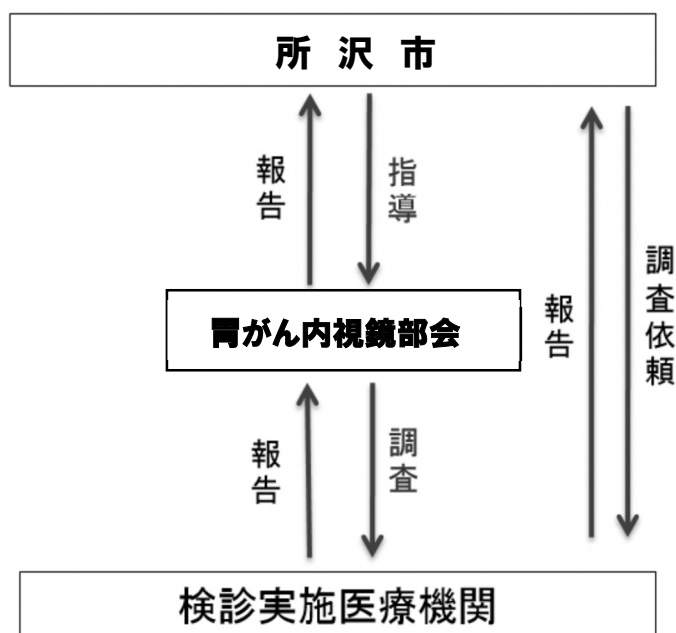 所沢市
報告
指導
胃がん内視鏡部会
報告
調査依頼
報告
調査
検診実施医療機関